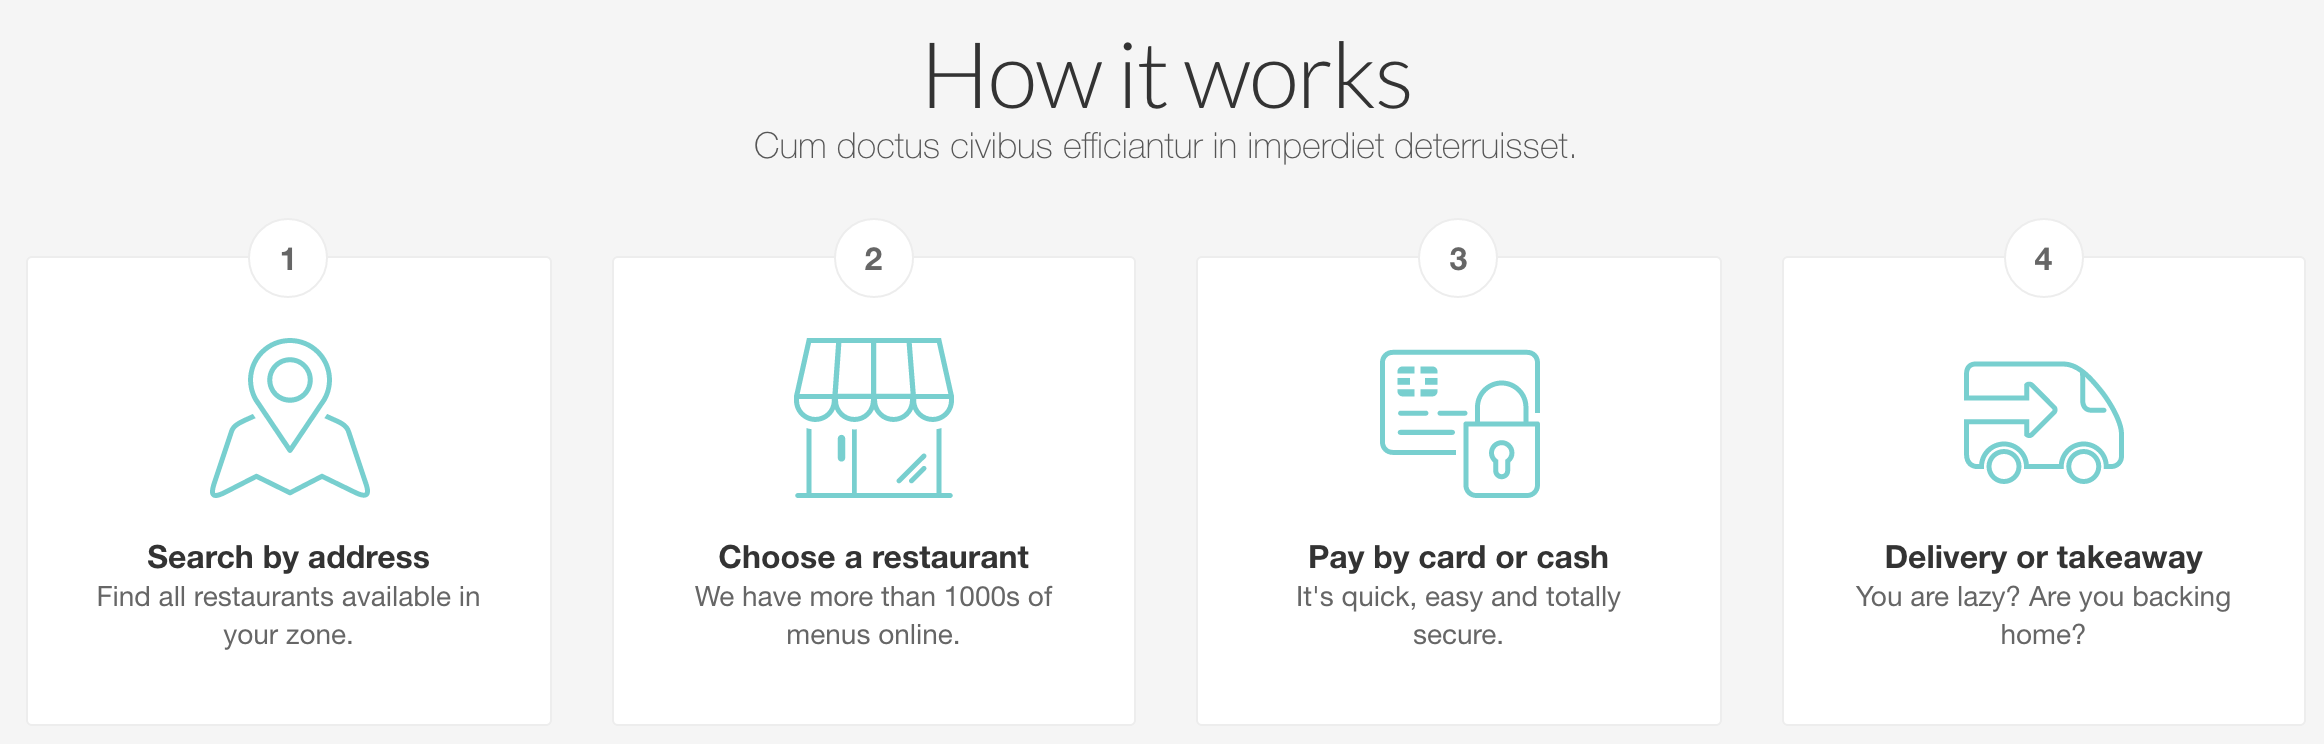 How it works
Cum doctus civibus efficiantur in imperdiet deterruisset.
1
Search by address
Find all restaurants available in
your zone.
2
Choose a restaurant
We have more than 1000s of
menus online.
3
Pay by card or cash
It's quick, easy and totally
secure.
4
Delivery or takeaway
You are lazy? Are you backing
home?